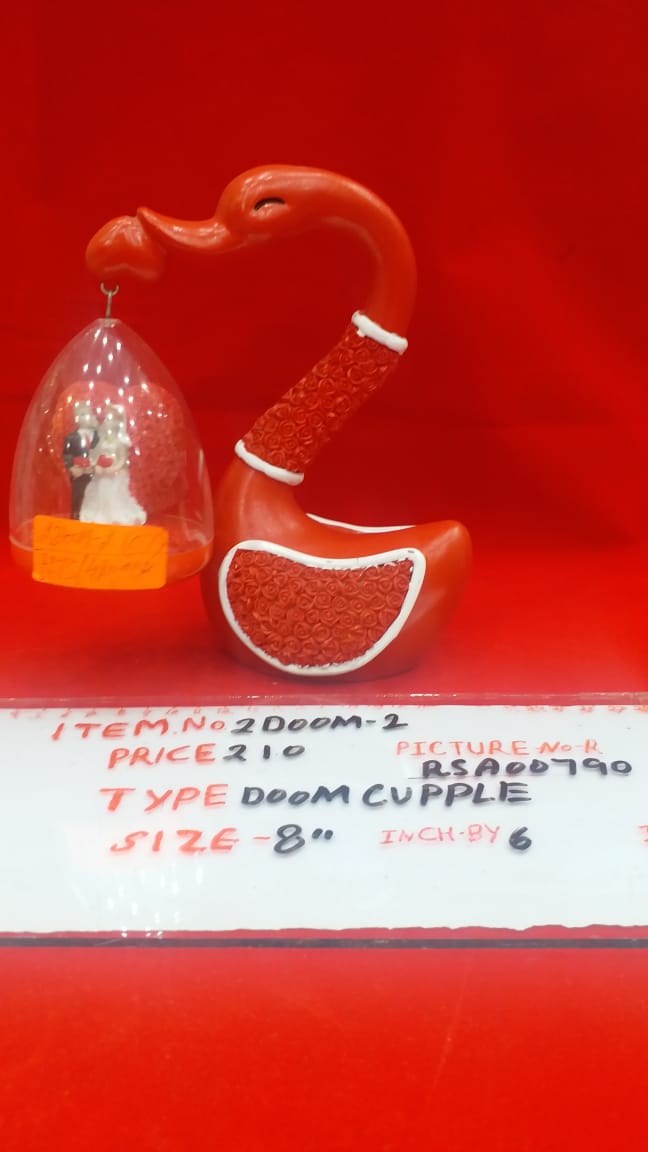 ITEM.No.2DOOM-2
PRICE 210 PICTURE-No-R
RSA00790
TYPE DOOM CUPPLE
SIZE-8" INCH-BY 6